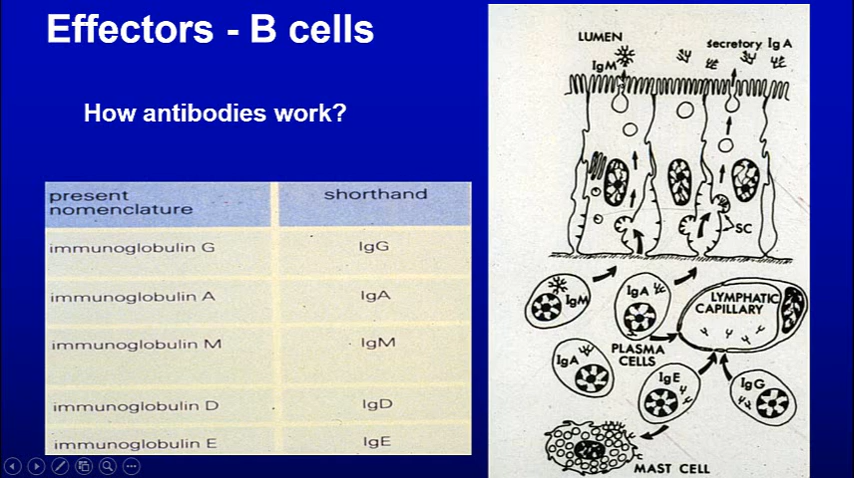 Effectors - B cells
How antibodies work?
present nomenclature
shorthand
immunoglobulin G
IgG
immunoglobulin A
IgA
immunoglobulin M
IgM
immunoglobulin D
IgD
immunoglobulin E
IgE
LUMEN
secretory IgA
IgM
SC
IgM
IgA
LYMPHATIC
CAPILLARY
PLASMA
CELLS
IgA
IgE
IgG
MAST CELL